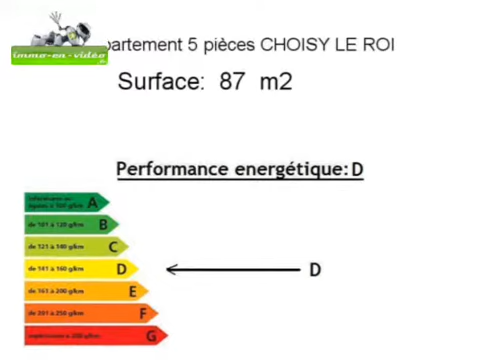 immo-en-vidéo
partement 5 pièces CHOISY LE ROI
Surface: 87 m2
Performance energétique: D
A
de 101 à 120 g/km B
de 121 à 140 g/km C
de 141 à 160 g/km D
D
de 161 à 200 g/km E
de 201 à 250 g/km F
G